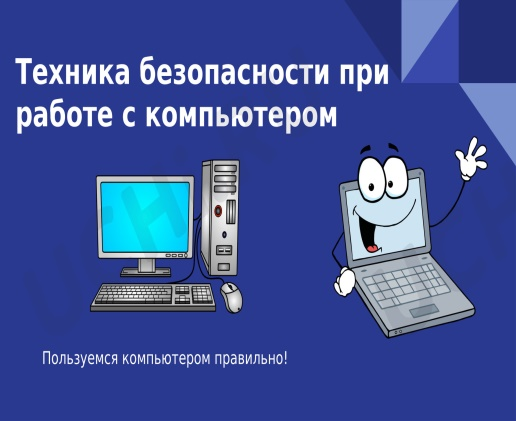 Техника безопасности при
работе с компьютером
Пользуемся компьютером правильно!